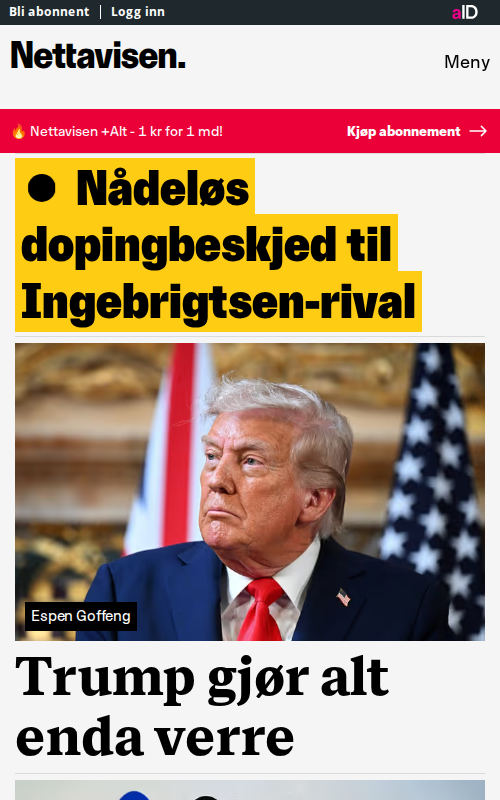 Bli abonnent | Logg inn
aID
Nettavisen.
Meny
🔥 Nettavisen +Alt - 1 kr for 1 md!
Kjøp abonnement →
● Nådeløs
dopingbeskjed til
Ingebrigtsen-rival
Espen Goffeng
Trump gjør alt
enda verre